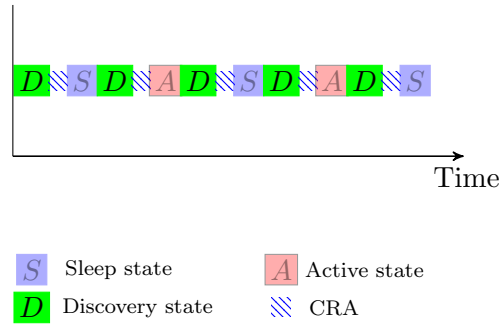 D S D A D S D A D S
Time
S Sleep state A Active state
D Discovery state CRA